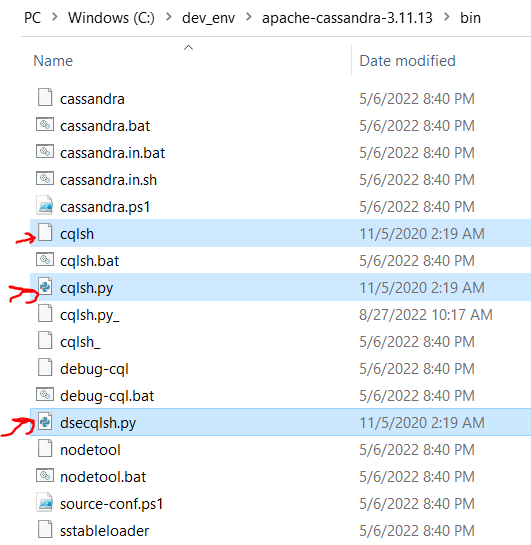 PC > Windows (C:) > dev_env > apache-cassandra-3.11.13 > bin
Name Date modified
cassandra 5/6/2022 8:40 PM
cassandra.bat 5/6/2022 8:40 PM
cassandra.in.bat 5/6/2022 8:40 PM
cassandra.in.sh 5/6/2022 8:40 PM
cassandra.ps1 5/6/2022 8:40 PM
cqlsh 11/5/2020 2:19 AM
cqlsh.bat 5/6/2022 8:40 PM
cqlsh.py 11/5/2020 2:19 AM
cqlsh.py_ 8/27/2022 10:17 AM
cqlsh_ 5/6/2022 8:40 PM
debug-cql 5/6/2022 8:40 PM
debug-cql.bat 5/6/2022 8:40 PM
dsecqlsh.py 11/5/2020 2:19 AM
nodetool 5/6/2022 8:40 PM
nodetool.bat 5/6/2022 8:40 PM
source-conf.ps1 5/6/2022 8:40 PM
sstableloader 5/6/2022 8:40 PM